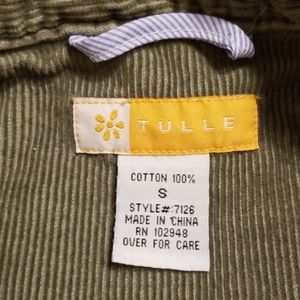 TULLE
COTTON 100%
S
STYLE#:7126
MADE IN CHINA
RN 102948
OVER FOR CARE